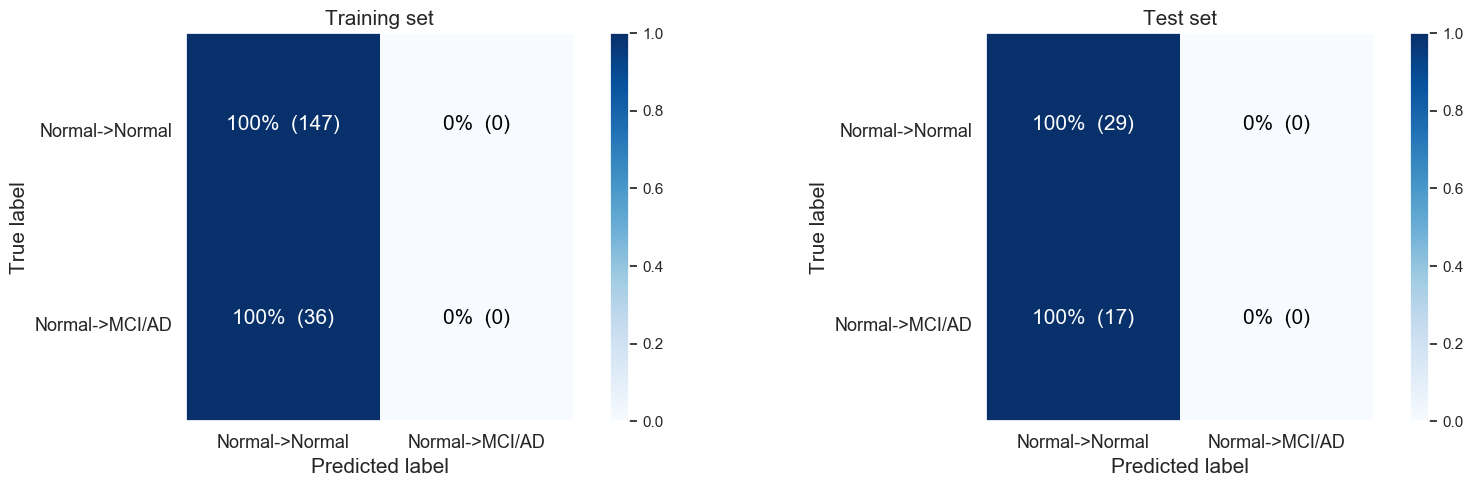 Training set
True label
Normal->Normal
100% (147)
0% (0)
Normal->MCI/AD
100% (36)
0% (0)
Normal->Normal
Normal->MCI/AD
Predicted label
1.0
0.8
0.6
0.4
0.2
0.0
Test set
True label
Normal->Normal
100% (29)
0% (0)
Normal->MCI/AD
100% (17)
0% (0)
Normal->Normal
Normal->MCI/AD
Predicted label
1.0
0.8
0.6
0.4
0.2
0.0